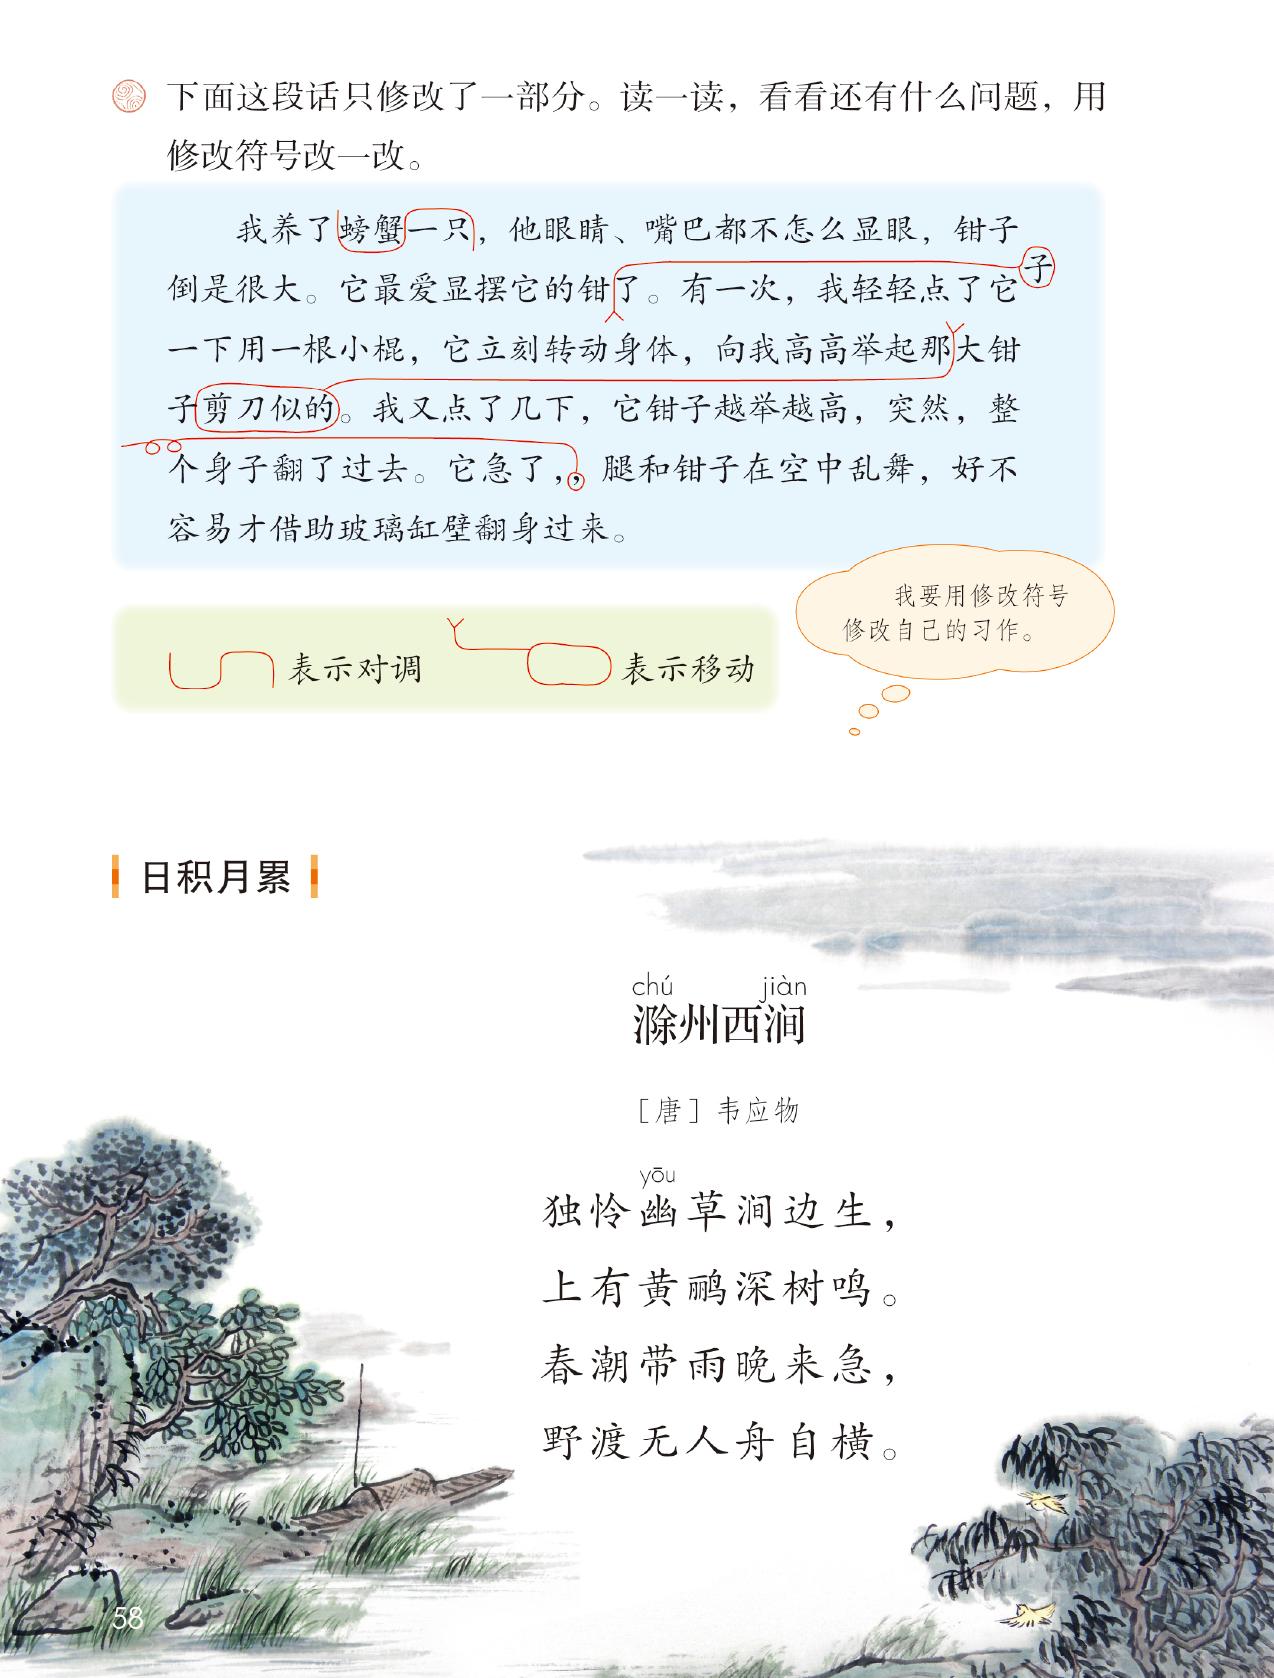 下面这段话只修改了一部分。读一读，看看还有什么问题，用
修改符号改一改。
我养了螃蟹一只，他眼睛、嘴巴都不怎么显眼，钳子
子
倒是很大。它最爱显摆它的钳了。有一次，我轻轻点了它
一下用一根小棍，它立刻转动身体，向我高高举起那大钳
子剪刀似的。我又点了几下，它钳子越举越高，突然，整
个身子翻了过去。它急了，，腿和钳子在空中乱舞，好不
容易才借助玻璃缸壁翻身过来。
我要用修改符号
修改自己的习作。
表示对调 表示移动
日积月累
chú jiàn
滁州西涧
［唐］韦应物
yōu
独怜幽草涧边生，
上有黄鹂深树鸣。
春潮带雨晚来急，
野渡无人舟自横。
58